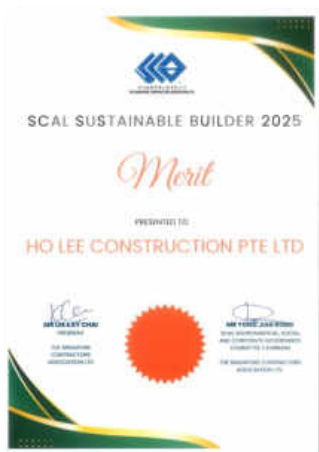 SCAL SUSTAINABLE BUILDER 2025
Merit
PRESENTED TO
HO LEE CONSTRUCTION PTE LTD
PRESIDENT
THE SINGAPORE
CONTRACTORS
ASSOCIATION LTD
THE SINGAPORE CONTRACTORS
ASSOCIATION LTD